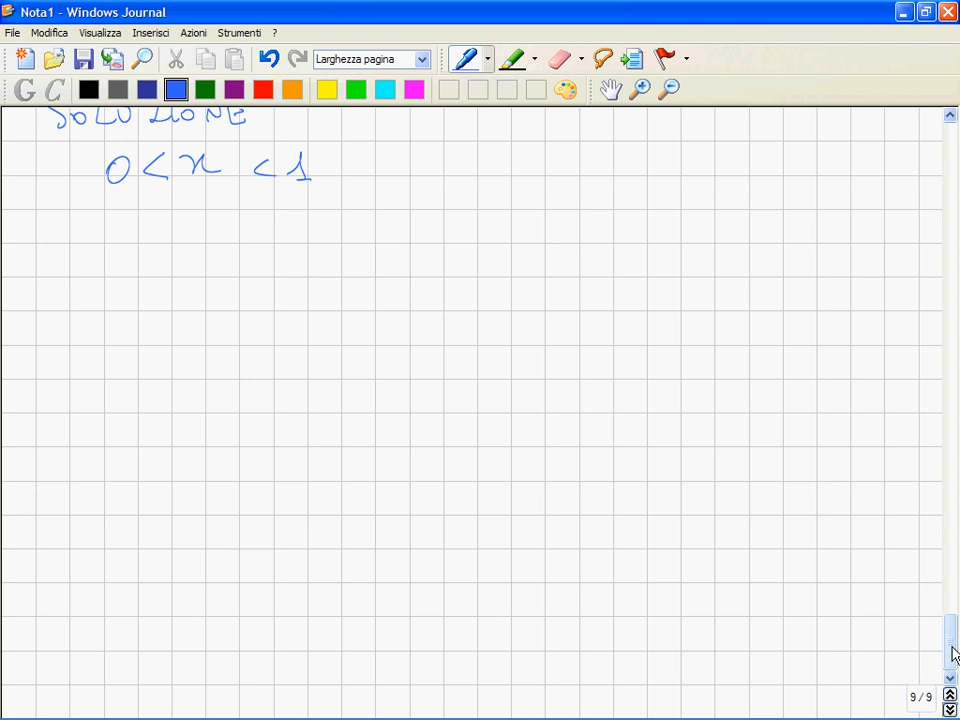 Nota1 - Windows Journal
File Modifica Visualizza Inserisci Azioni Strumenti ?
Larghezza pagina
G C
SOLUZIONE
0 < x < 1
9 / 9